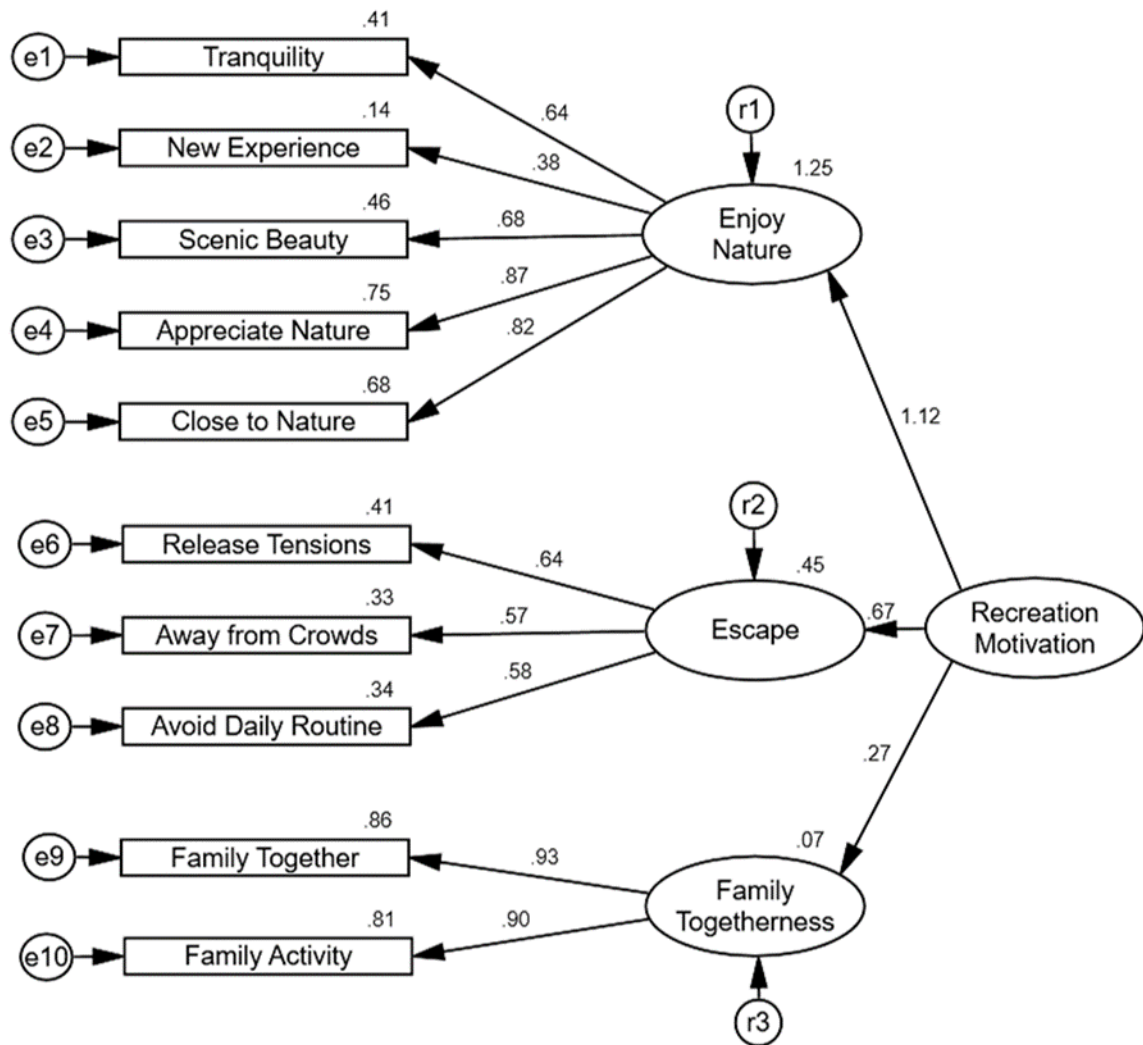 .41
e1
Tranquility
.64
r1
.14
e2
New Experience
.38
1.25
.46
e3
Scenic Beauty
.68
Enjoy
Nature
.75
e4
Appreciate Nature
.87
.68
e5
Close to Nature
.82
1.12
.41
e6
Release Tensions
.64
r2
.33
e7
Away from Crowds
.57
.45
Escape
.67
Recreation
Motivation
.34
e8
Avoid Daily Routine
.58
.27
.86
e9
Family Together
.93
.07
Family
Togetherness
.81
e10
Family Activity
.90
r3